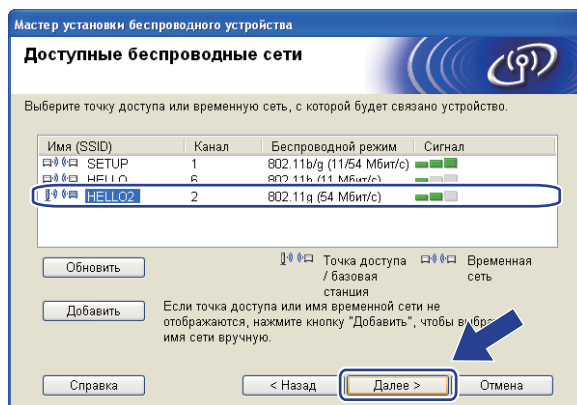 Мастер установки беспроводного устройства
Доступные беспроводные сети
Выберите точку доступа или временную сеть, с которой будет связано устройство.
Имя (SSID) Канал Беспроводной режим Сигнал
SETUP 1 802.11b/g (11/54 Мбит/с)
HELLO 6 802.11b (11 Мбит/с)
HELLO2 2 802.11g (54 Мбит/с)
Обновить
Точка доступа / базовая станция
Временная сеть
Добавить
Если точка доступа или имя временной сети не
отображаются, нажмите кнопку "Добавить", чтобы
имя сети вручную.
Справка < Назад Далее > Отмена